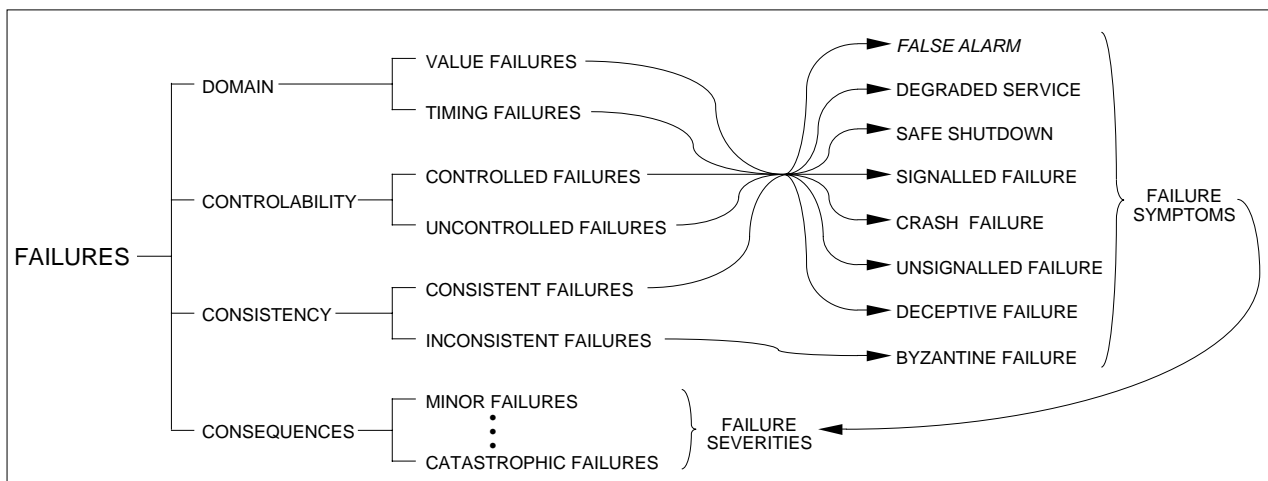 FAILURES
DOMAIN
VALUE FAILURES
TIMING FAILURES
CONTROLABILITY
CONTROLLED FAILURES
UNCONTROLLED FAILURES
CONSISTENCY
CONSISTENT FAILURES
INCONSISTENT FAILURES
CONSEQUENCES
MINOR FAILURES
CATASTROPHIC FAILURES
FAILURE
SEVERITIES
FALSE ALARM
DEGRADED SERVICE
SAFE SHUTDOWN
SIGNALLED FAILURE
CRASH FAILURE
UNSIGNALLED FAILURE
DECEPTIVE FAILURE
BYZANTINE FAILURE
FAILURE
SYMPTOMS